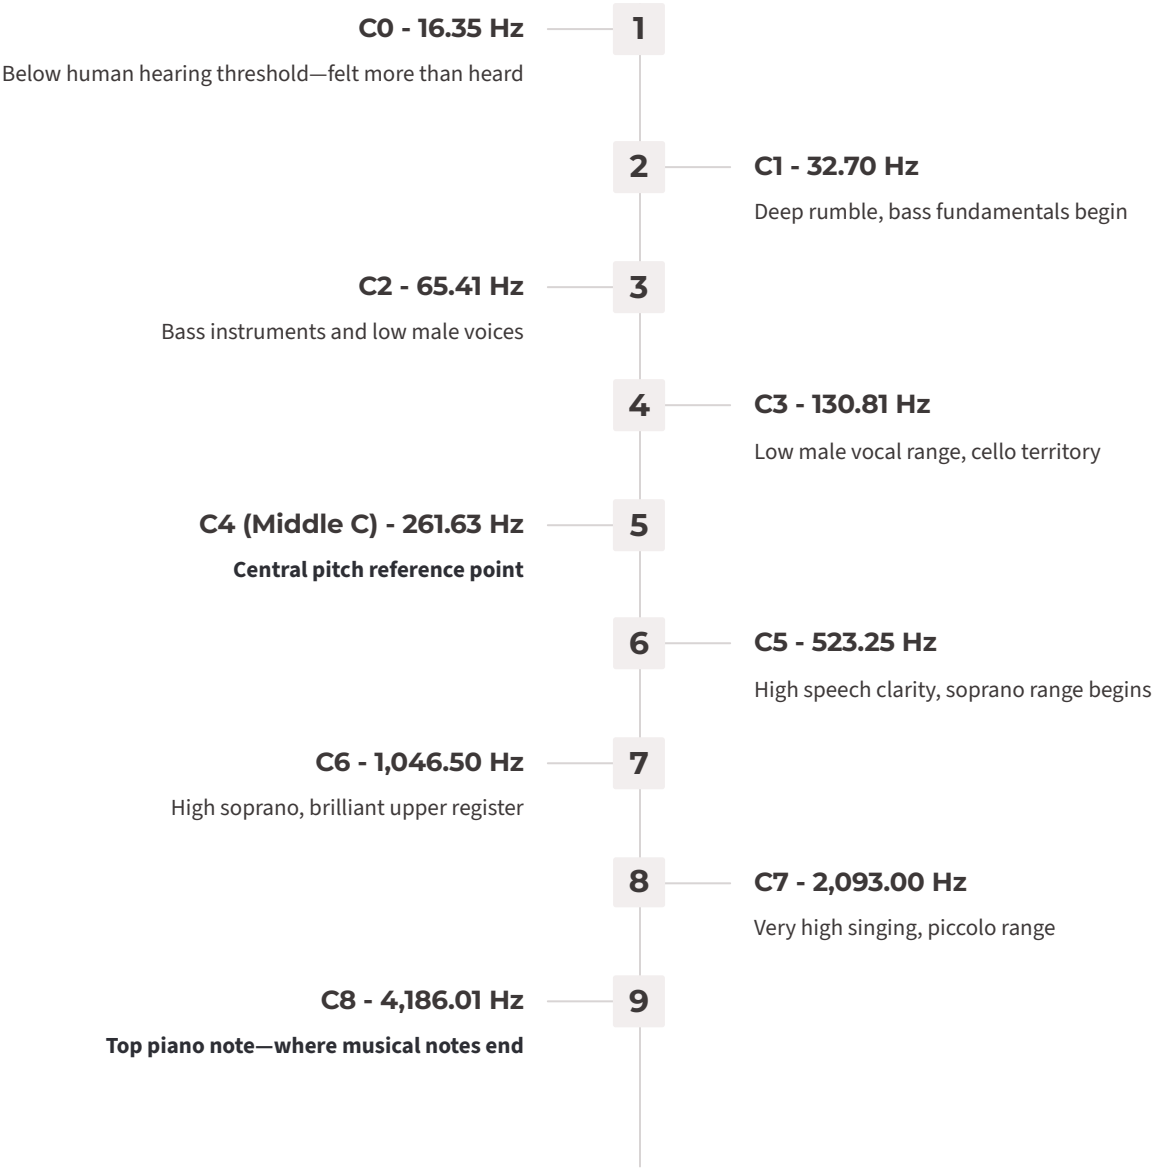 C0 - 16.35 Hz
1
Below human hearing threshold—felt more than heard
2
C1 - 32.70 Hz
Deep rumble, bass fundamentals begin
C2 - 65.41 Hz
3
Bass instruments and low male voices
4
C3 - 130.81 Hz
Low male vocal range, cello territory
C4 (Middle C) - 261.63 Hz
5
Central pitch reference point
6
C5 - 523.25 Hz
High speech clarity, soprano range begins
C6 - 1,046.50 Hz
7
High soprano, brilliant upper register
8
C7 - 2,093.00 Hz
Very high singing, piccolo range
C8 - 4,186.01 Hz
9
Top piano note—where musical notes end